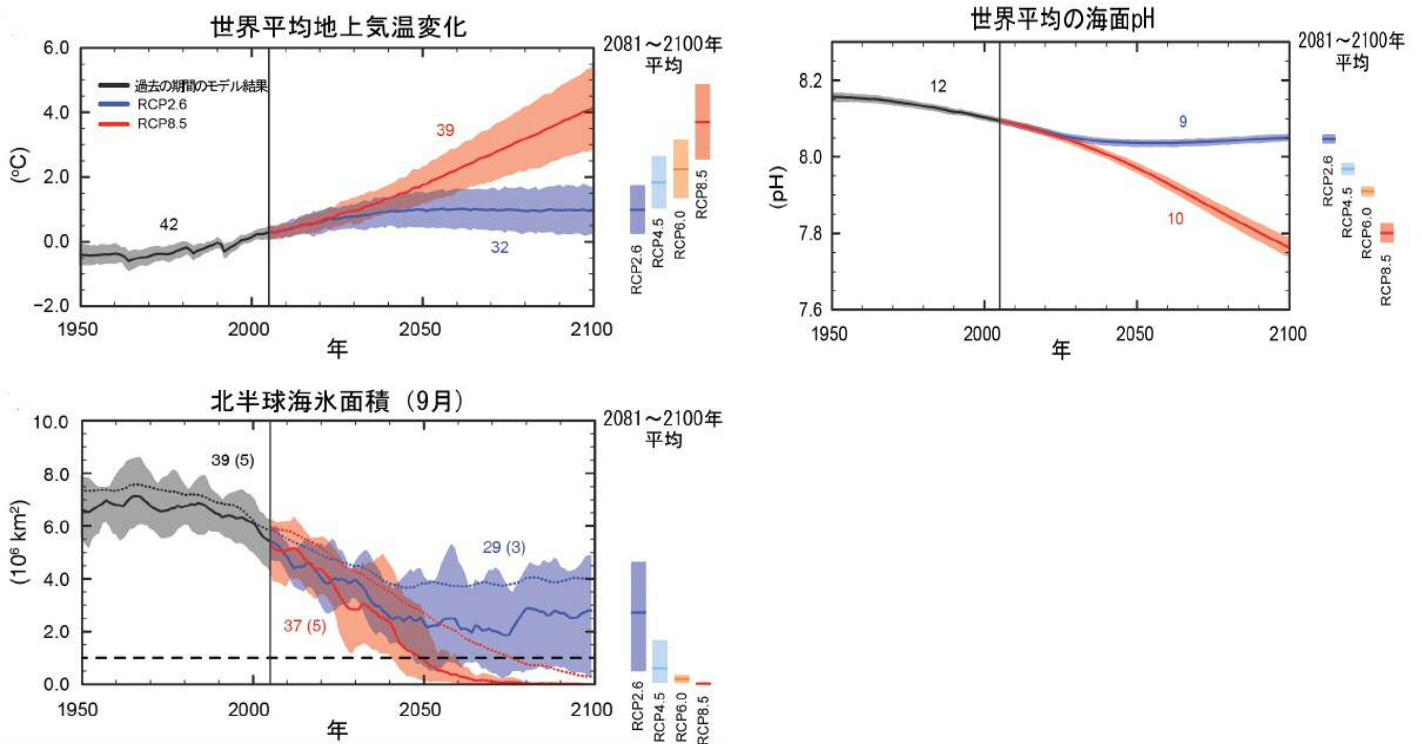 世界平均地上気温変化
2081～2100年
平均
6.0
4.0
2.0
0.0
−2.0
(oC)
過去の期間のモデル結果
RCP2.6
RCP8.5
39
42
32
1950
2000
2050
2100
年
RCP2.6
RCP4.5
RCP6.0
RCP8.5
世界平均の海面pH
2081～2100年
平均
8.2
8.0
7.8
7.6
(pH)
12
9
10
1950
2000
2050
2100
年
RCP2.6
RCP4.5
RCP6.0
RCP8.5
北半球海氷面積（9月）
2081～2100年
平均
10.0
8.0
6.0
4.0
2.0
0.0
(10⁶ km²)
39 (5)
29 (3)
37 (5)
1950
2000
2050
2100
年
RCP2.6
RCP4.5
RCP6.0
RCP8.5